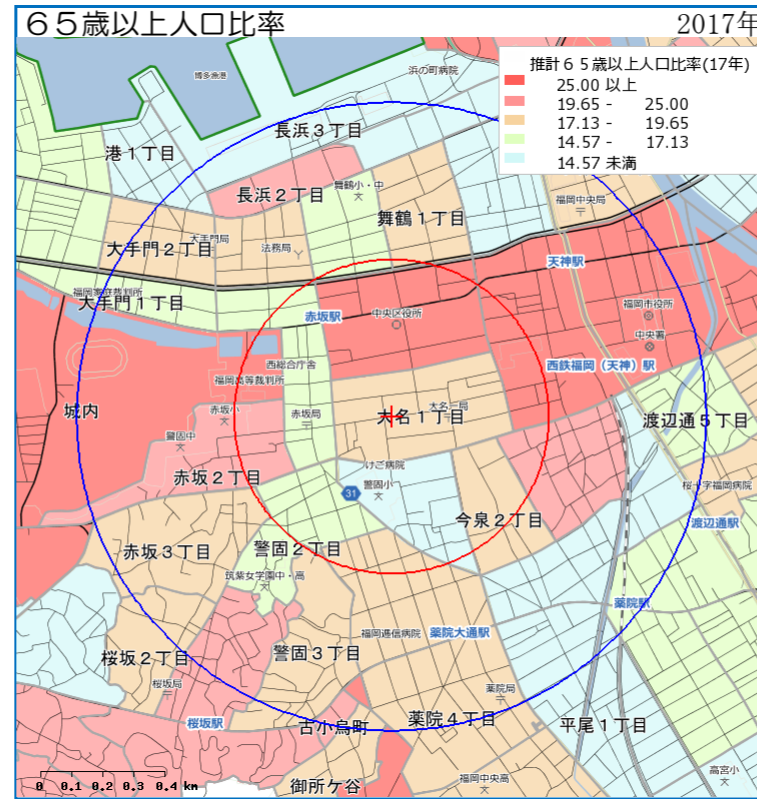 65歳以上人口比率
2017年
推計65歳以上人口比率(17年)
25.00 以上
19.65 - 25.00
17.13 - 19.65
14.57 - 17.13
14.57 未満
博多漁港
浜の町病院
長浜3丁目
港1丁目
長浜2丁目
舞鶴小・中
舞鶴1丁目
福岡中央局
大手門局
大手門2丁目
法務局
天神駅
福岡家庭裁判所
大手門1丁目
赤坂駅
中央区役所
福岡市役所
中央署
西総合庁舎
福岡高等裁判所
西鉄福岡(天神)駅
城内
赤坂小
赤坂局
大名1丁目
大名二局
渡辺通5丁目
警固中
赤坂2丁目
けご病院
警固小
31
桜十字福岡病院
今泉2丁目
渡辺通駅
赤坂3丁目
警固2丁目
筑紫女学園中・高
薬院駅
福岡逓信病院
薬院大通駅
桜坂2丁目
警固3丁目
桜坂局
薬院局
桜坂駅
古小烏町
薬院4丁目
平尾1丁目
御所ケ谷
福岡中央高
高宮小
0 0.1 0.2 0.3 0.4 km